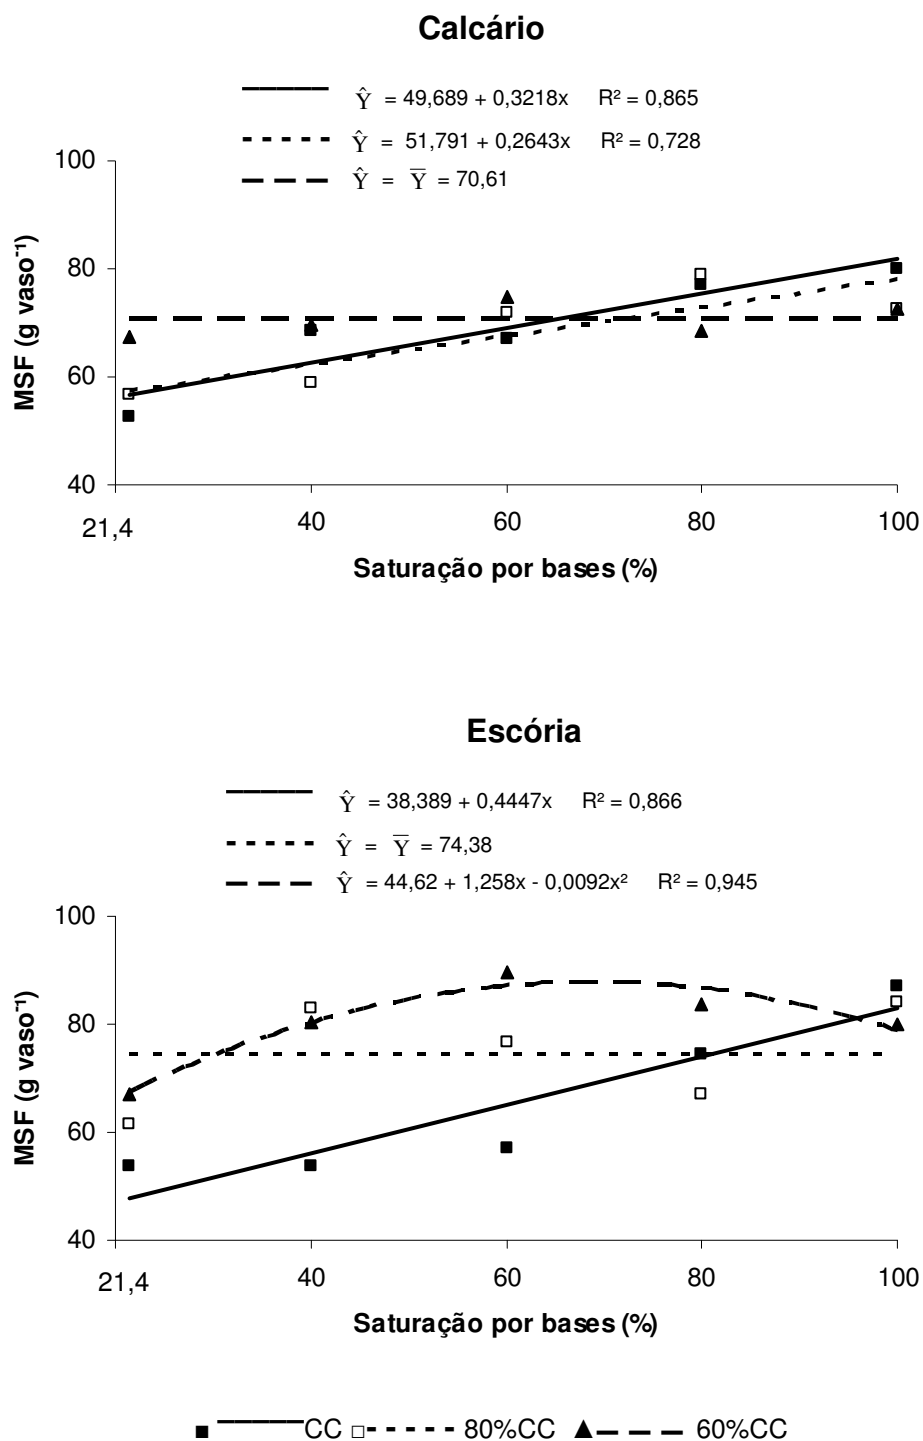 Calcário
Ŷ = 49,689 + 0,3218x R² = 0,865
Ŷ = 51,791 + 0,2643x R² = 0,728
Ŷ = Y̅ = 70,61
100
80
60
40
MSF (g vaso⁻¹)
21,4 40 60 80 100
Saturação por bases (%)
Escória
Ŷ = 38,389 + 0,4447x R² = 0,866
Ŷ = Y̅ = 74,38
Ŷ = 44,62 + 1,258x - 0,0092x² R² = 0,945
100
80
60
40
MSF (g vaso⁻¹)
21,4 40 60 80 100
Saturação por bases (%)
CC 80%CC 60%CC